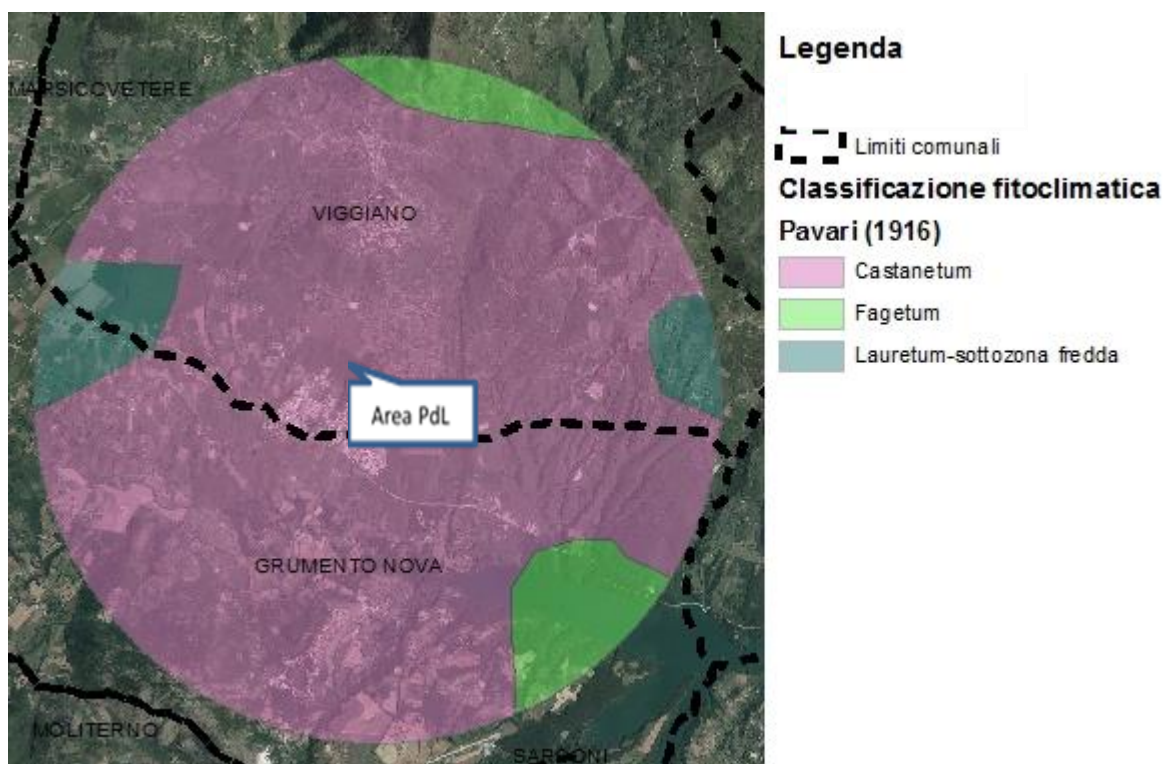 MARSICOVETERE
VIGGIANO
Area PdL
GRUMENTO NOVA
MOLITERNO
SARCONI
Legenda
Limiti comunali
Classificazione fitoclimatica
Pavari (1916)
Castanetum
Fagetum
Lauretum-sottozona fredda